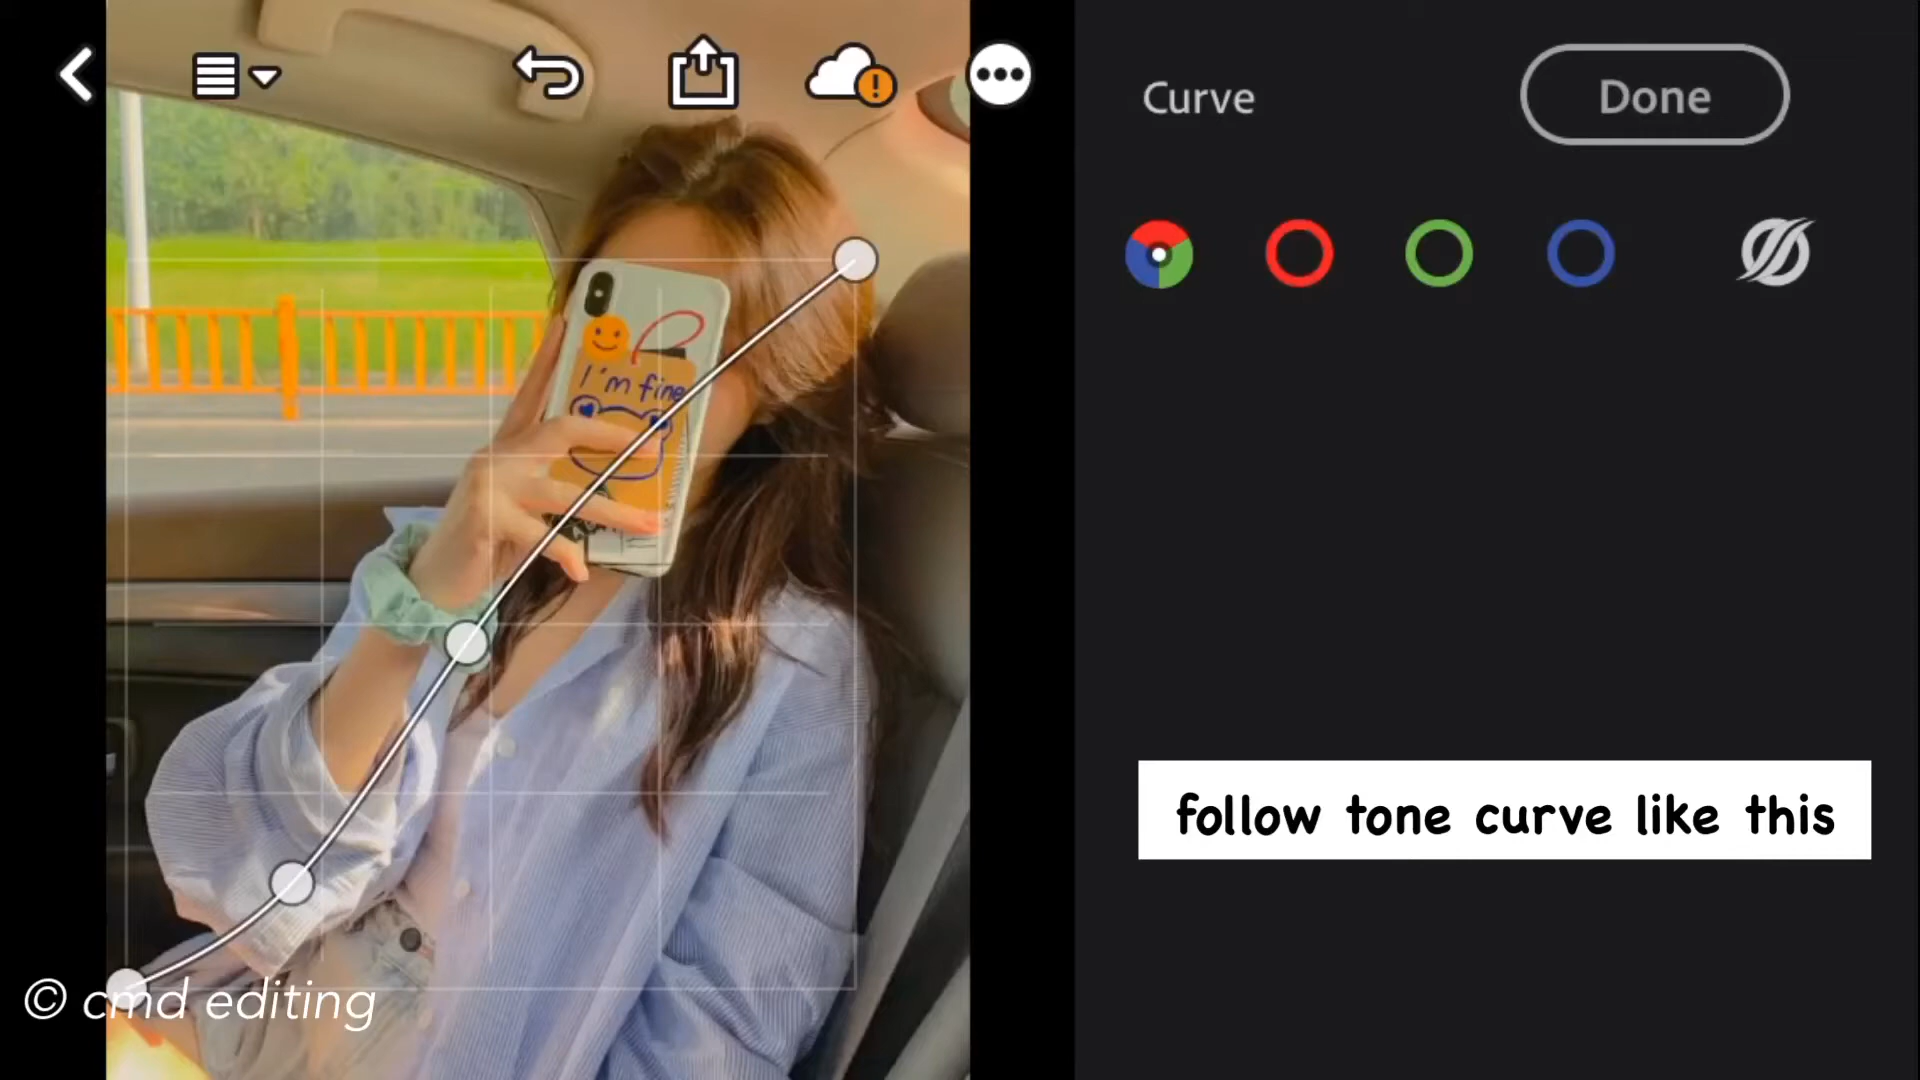 Curve
Done
I'm fine
follow tone curve like this
© cmd editing